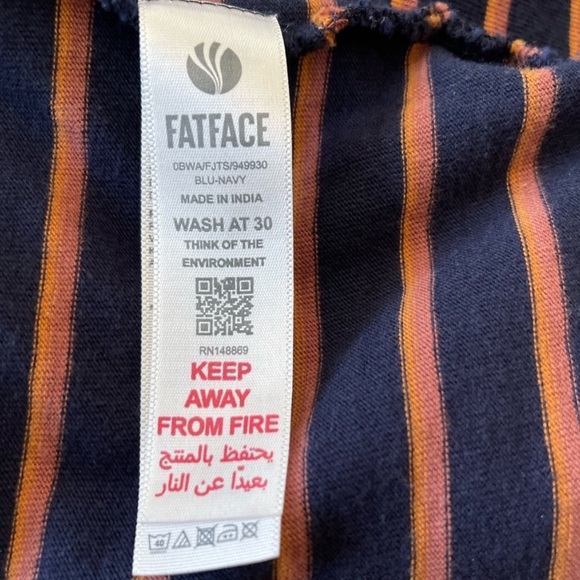 FATFACE
0BWA/FJTS/949930
BLU-NAVY
MADE IN INDIA
WASH AT 30
THINK OF THE
ENVIRONMENT
RN148869
KEEP
AWAY
FROM FIRE
يحتفظ بالمنتج
بعيدًا عن النار
40